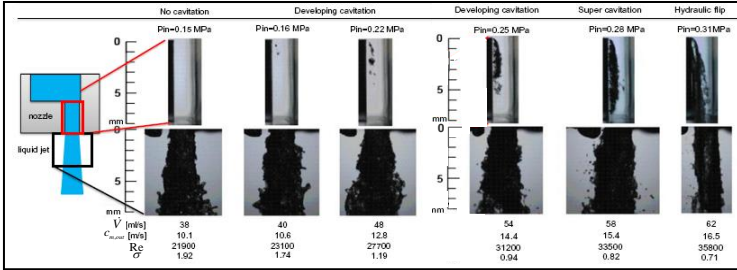 No cavitation Developing cavitation Developing cavitation Super cavitation Hydraulic flip
Pin=0.15 MPa Pin=0.16 MPa Pin=0.22 MPa Pin=0.25 MPa Pin=0.28 MPa Pin=0.31MPa
0 0
5 5
mm mm
nozzle
0 0
liquid jet
5 5
mm mm
V̇ [ml/s] 38 40 48 54 58 62
c_m,out [m/s] 10.1 10.6 12.8 14.4 15.4 16.5
Re 21900 23100 27700 31200 33500 35800
σ 1.92 1.74 1.19 0.94 0.82 0.71